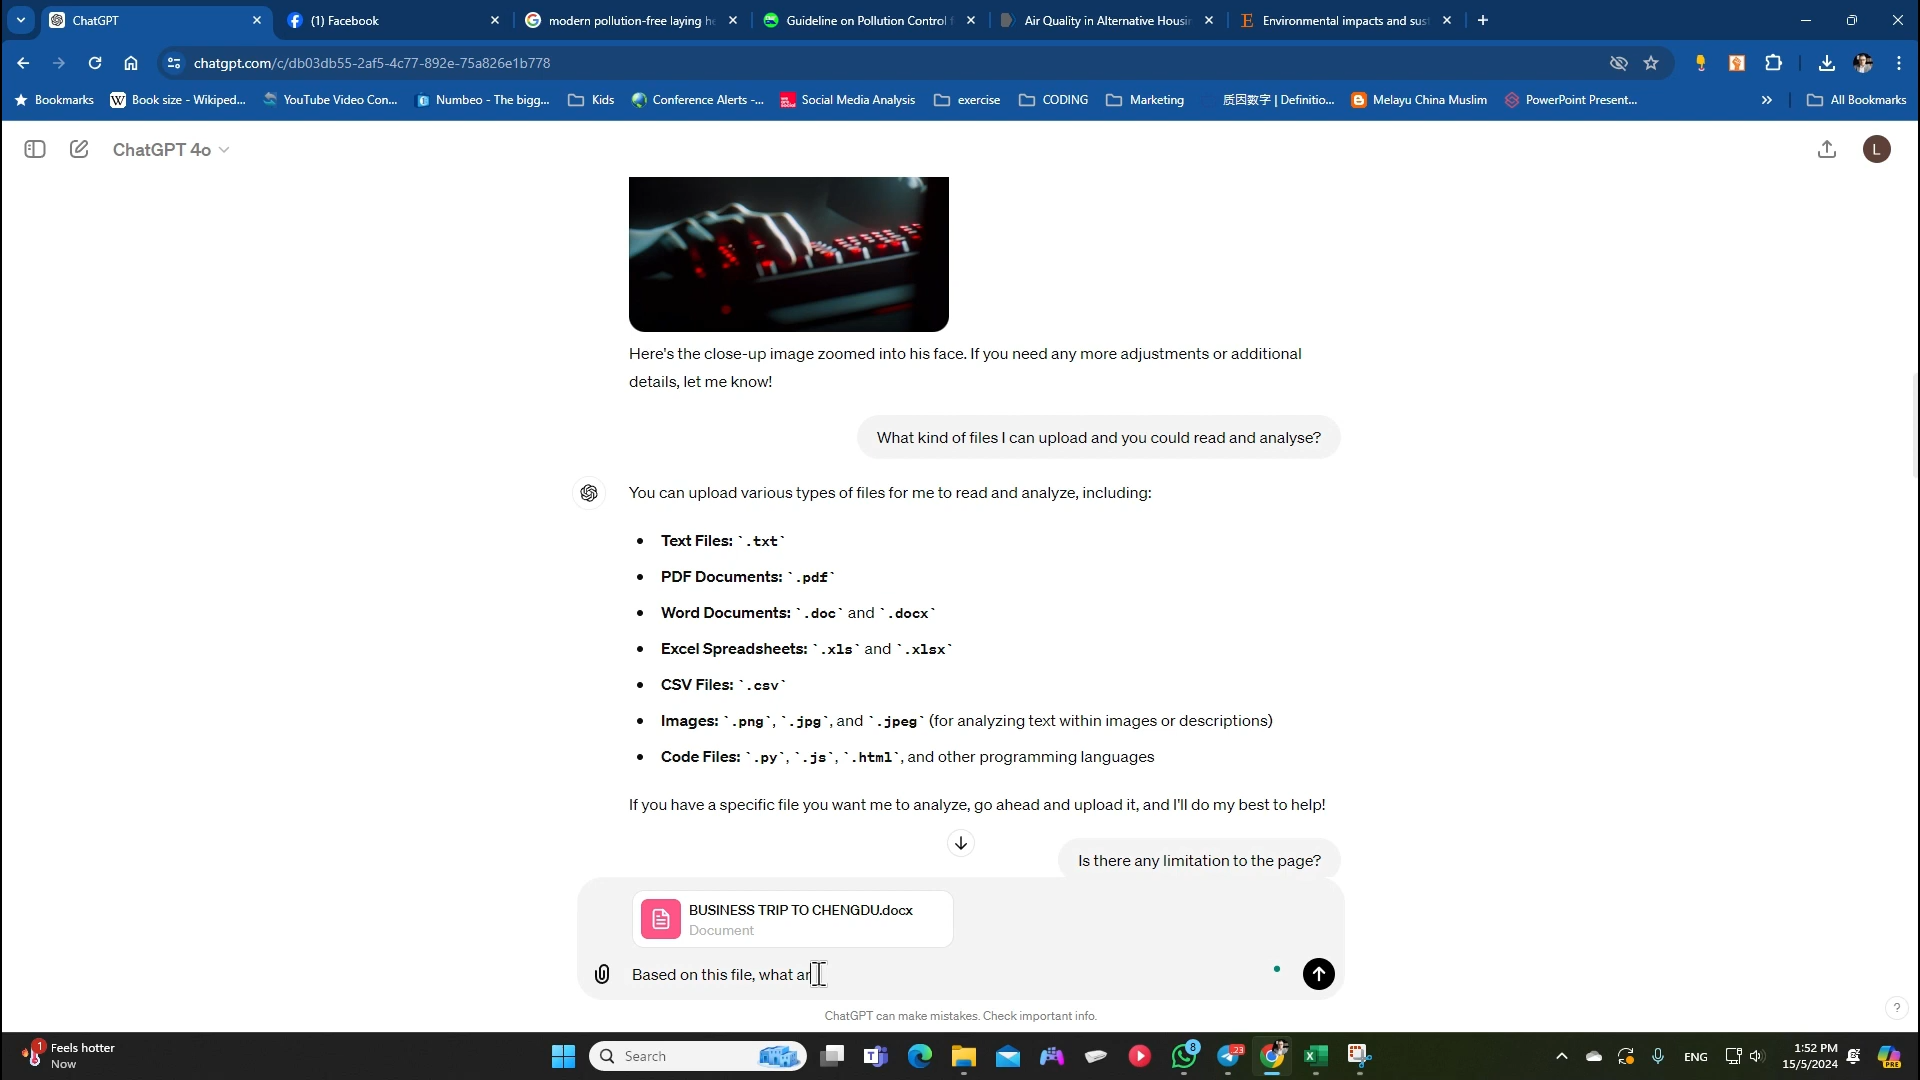 ChatGPT
(1) Facebook
modern pollution-free laying he
Guideline on Pollution Control f
Air Quality in Alternative Housin
Environmental impacts and sust
chatgpt.com/c/db03db55-2af5-4c77-892e-75a826e1b778
Bookmarks
Book size - Wikiped...
YouTube Video Con...
Numbeo - The bigg...
Kids
Conference Alerts -...
Social Media Analysis
exercise
CODING
Marketing
质因数字 | Definitio...
Melayu China Muslim
PowerPoint Present...
All Bookmarks
ChatGPT 4o
L
Here's the close-up image zoomed into his face. If you need any more adjustments or additional
details, let me know!
What kind of files I can upload and you could read and analyse?
You can upload various types of files for me to read and analyze, including:
Text Files: `.txt`
PDF Documents: `.pdf`
Word Documents: `.doc` and `.docx`
Excel Spreadsheets: `.xls` and `.xlsx`
CSV Files: `.csv`
Images: `.png`, `.jpg`, and `.jpeg` (for analyzing text within images or descriptions)
Code Files: `.py`, `.js`, `.html`, and other programming languages
If you have a specific file you want me to analyze, go ahead and upload it, and I'll do my best to help!
Is there any limitation to the page?
BUSINESS TRIP TO CHENGDU.docx
Document
Based on this file, what ar
ChatGPT can make mistakes. Check important info.
?
1
Feels hotter
Now
Search
8
23
ENG
1:52 PM
15/5/2024
PRE